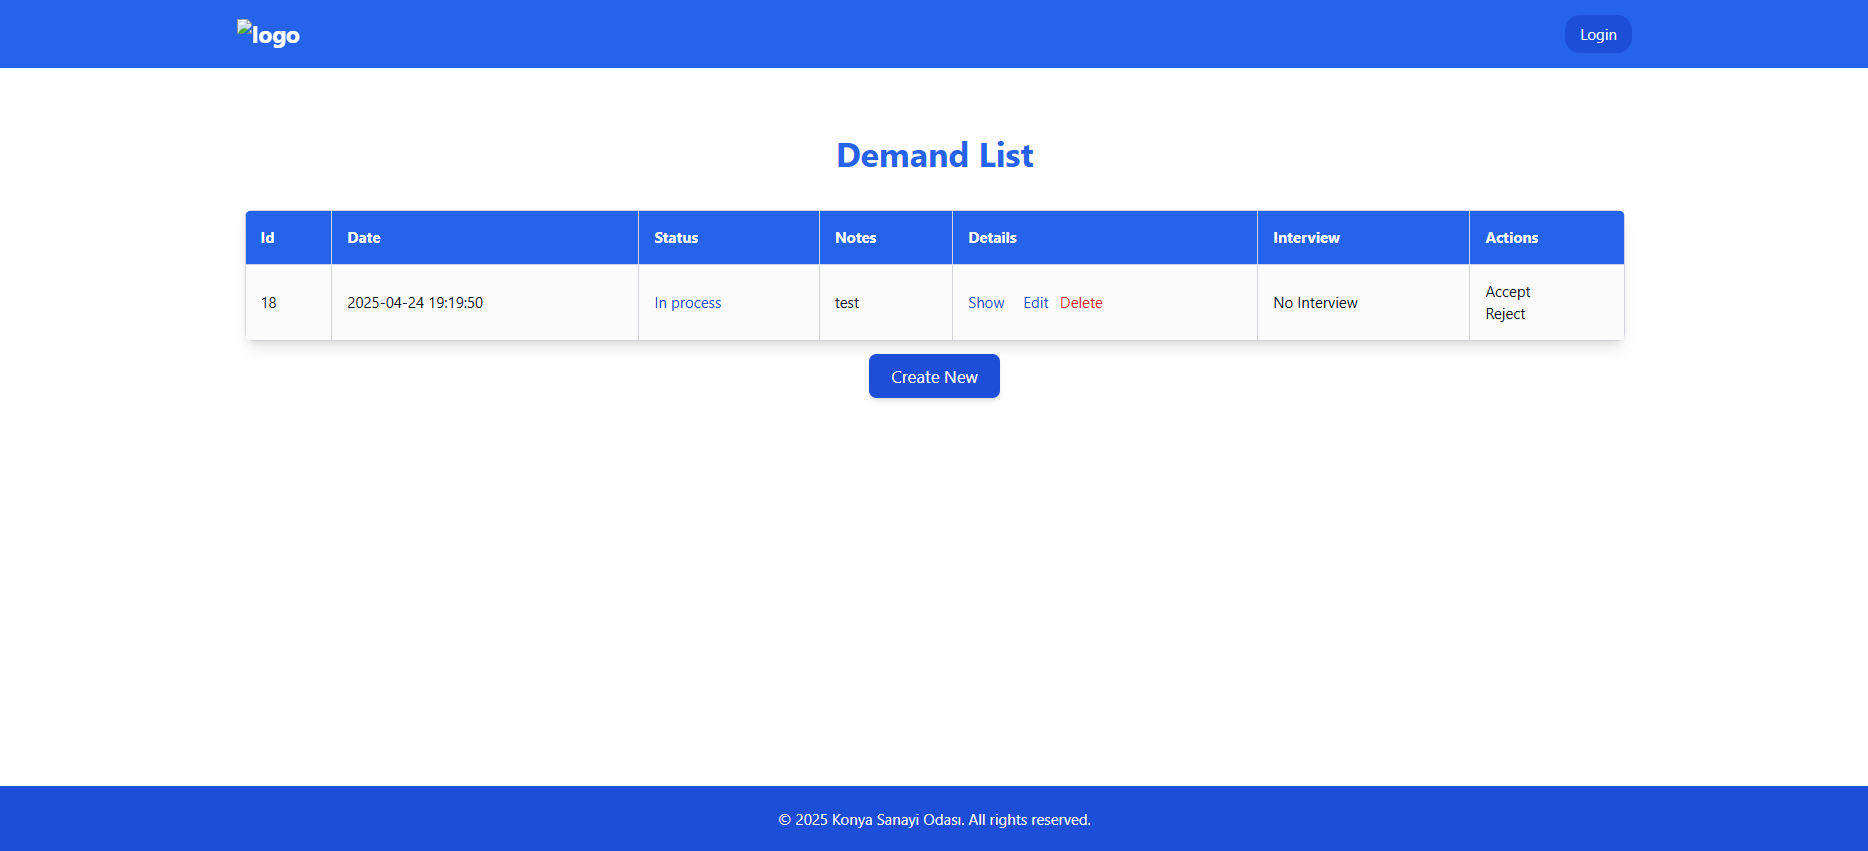 logo
Login
Demand List
Id Date Status Notes Details Interview Actions
18 2025-04-24 19:19:50 In process test Show Edit Delete No Interview Accept
Reject
Create New
© 2025 Konya Sanayi Odası. All rights reserved.